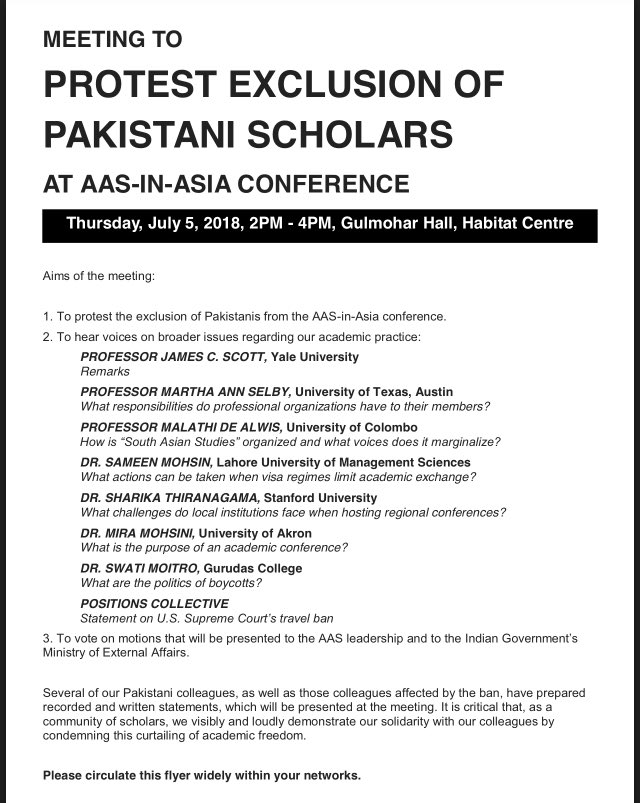 MEETING TO
PROTEST EXCLUSION OF
PAKISTANI SCHOLARS
AT AAS-IN-ASIA CONFERENCE
Thursday, July 5, 2018, 2PM - 4PM, Gulmohar Hall, Habitat Centre
Aims of the meeting:
1. To protest the exclusion of Pakistanis from the AAS-in-Asia conference.
2. To hear voices on broader issues regarding our academic practice:
PROFESSOR JAMES C. SCOTT, Yale University
Remarks
PROFESSOR MARTHA ANN SELBY, University of Texas, Austin
What responsibilities do professional organizations have to their members?
PROFESSOR MALATHI DE ALWIS, University of Colombo
How is “South Asian Studies” organized and what voices does it marginalize?
DR. SAMEEN MOHSIN, Lahore University of Management Sciences
What actions can be taken when visa regimes limit academic exchange?
DR. SHARIKA THIRANAGAMA, Stanford University
What challenges do local institutions face when hosting regional conferences?
DR. MIRA MOHSINI, University of Akron
What is the purpose of an academic conference?
DR. SWATI MOITRO, Gurudas College
What are the politics of boycotts?
POSITIONS COLLECTIVE
Statement on U.S. Supreme Court’s travel ban
3. To vote on motions that will be presented to the AAS leadership and to the Indian Government’s
Ministry of External Affairs.
Several of our Pakistani colleagues, as well as those colleagues affected by the ban, have prepared
recorded and written statements, which will be presented at the meeting. It is critical that, as a
community of scholars, we visibly and loudly demonstrate our solidarity with our colleagues by
condemning this curtailing of academic freedom.
Please circulate this flyer widely within your networks.